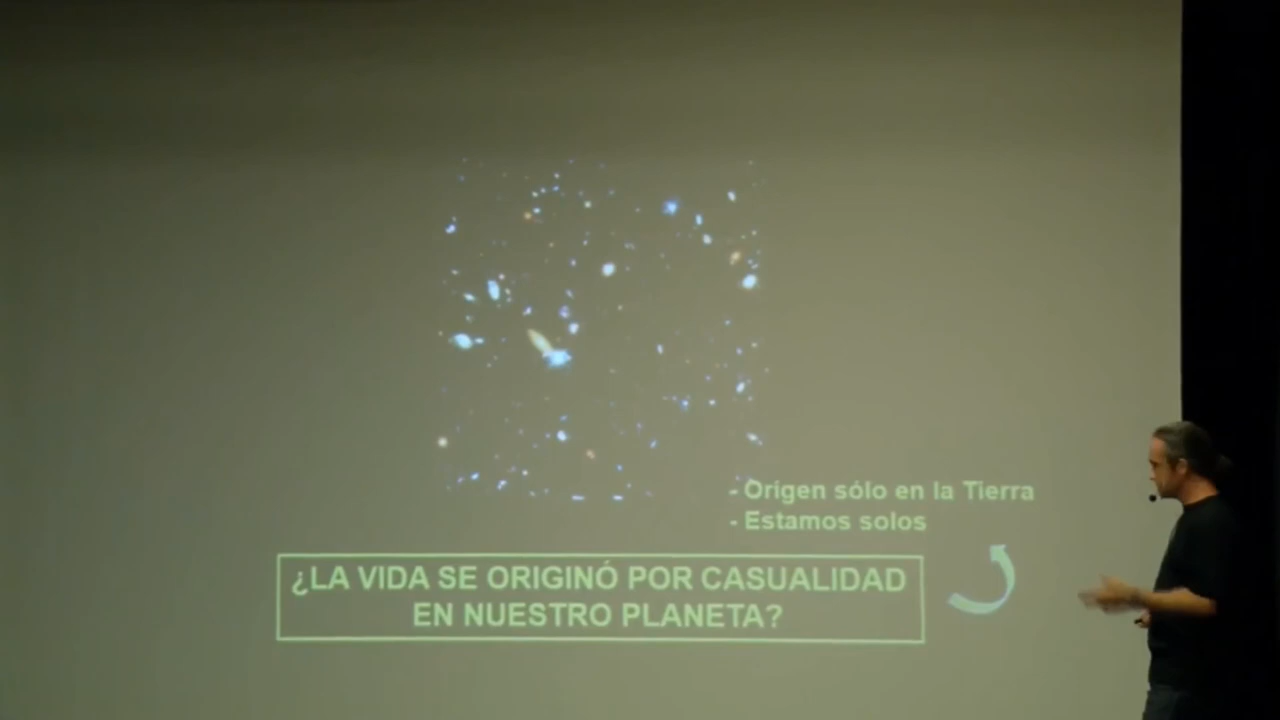 - Origen sólo en la Tierra
- Estamos solos
¿LA VIDA SE ORIGINÓ POR CASUALIDAD
EN NUESTRO PLANETA?